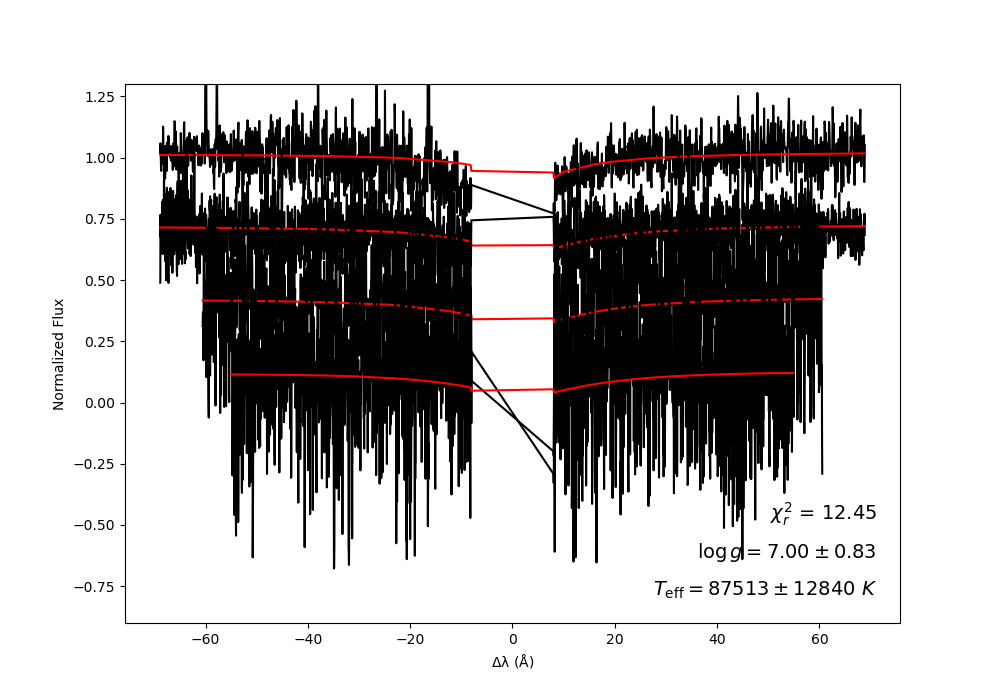 1.25
1.00
0.75
0.50
0.25
0.00
−0.25
−0.50
−0.75
Normalized Flux
χ²ᵣ = 12.45
log g = 7.00 ± 0.83
T_eff = 87513 ± 12840 K
−60 −40 −20 0 20 40 60
Δλ (Å)